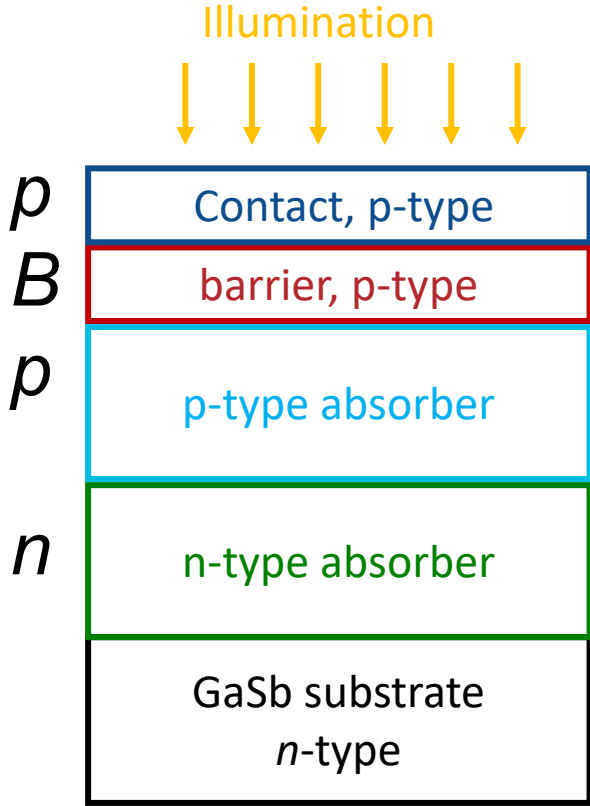 Illumination
p
Contact, p-type
B
barrier, p-type
p
p-type absorber
n
n-type absorber
GaSb substrate
n-type